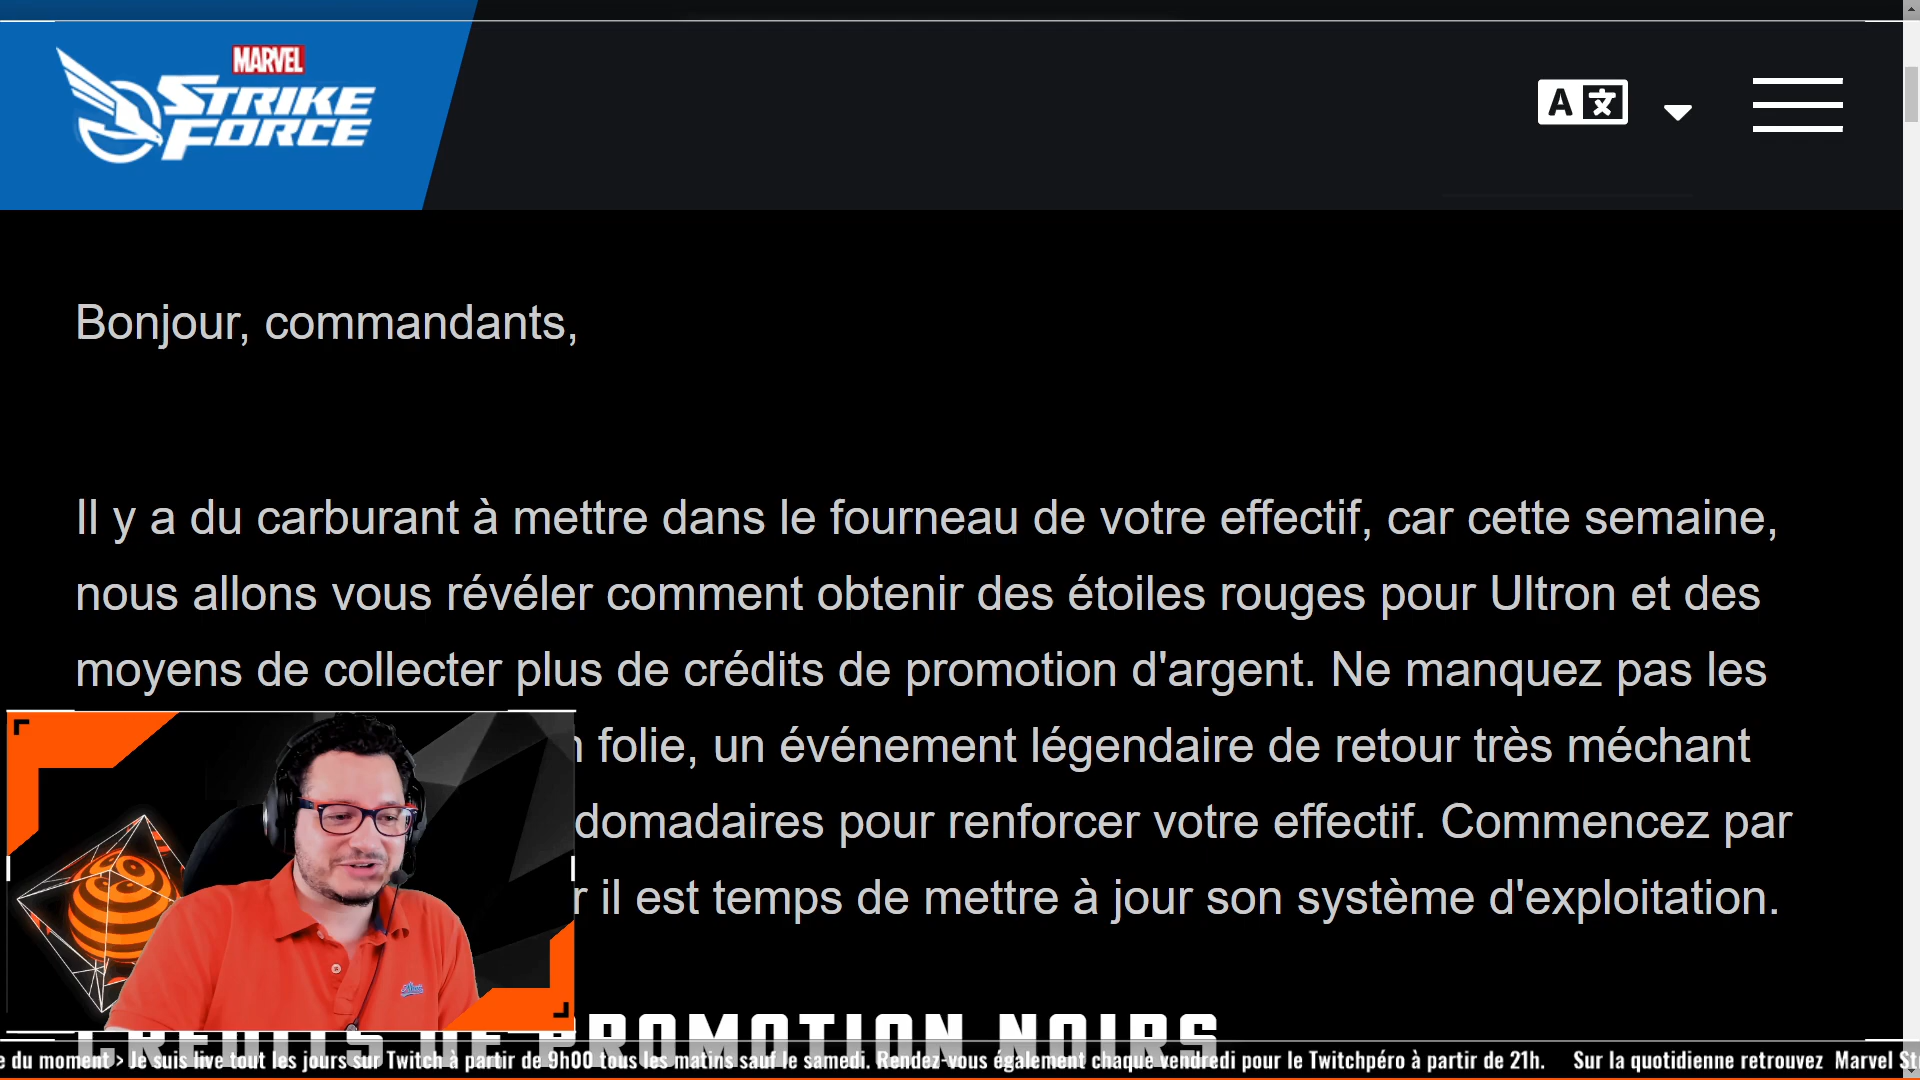 MARVEL
STRIKE
FORCE
A文
Bonjour, commandants,
Il y a du carburant à mettre dans le fourneau de votre effectif, car cette semaine,
nous allons vous révéler comment obtenir des étoiles rouges pour Ultron et des
moyens de collecter plus de crédits de promotion d'argent. Ne manquez pas les
folie, un événement légendaire de retour très méchant
domadaires pour renforcer votre effectif. Commencez par
r il est temps de mettre à jour son système d'exploitation.
CRÉDITS DE PROMOTION NOIRS
e du moment > Je suis live tout les jours sur Twitch à partir de 9h00 tous les matins sauf le samedi. Rendez-vous également chaque vendredi pour le Twitchpéro à partir de 21h. Sur la quotidienne retrouvez Marvel St